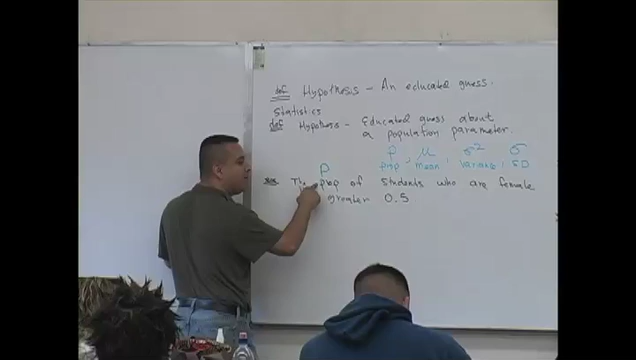 def Hypothesis - An educated guess.
Statistics
def Hypothesis - Educated guess about
a population parameter.
p μ σ² σ
prop, mean, variance, SD
P
ex The prop of students who are female
greater 0.5